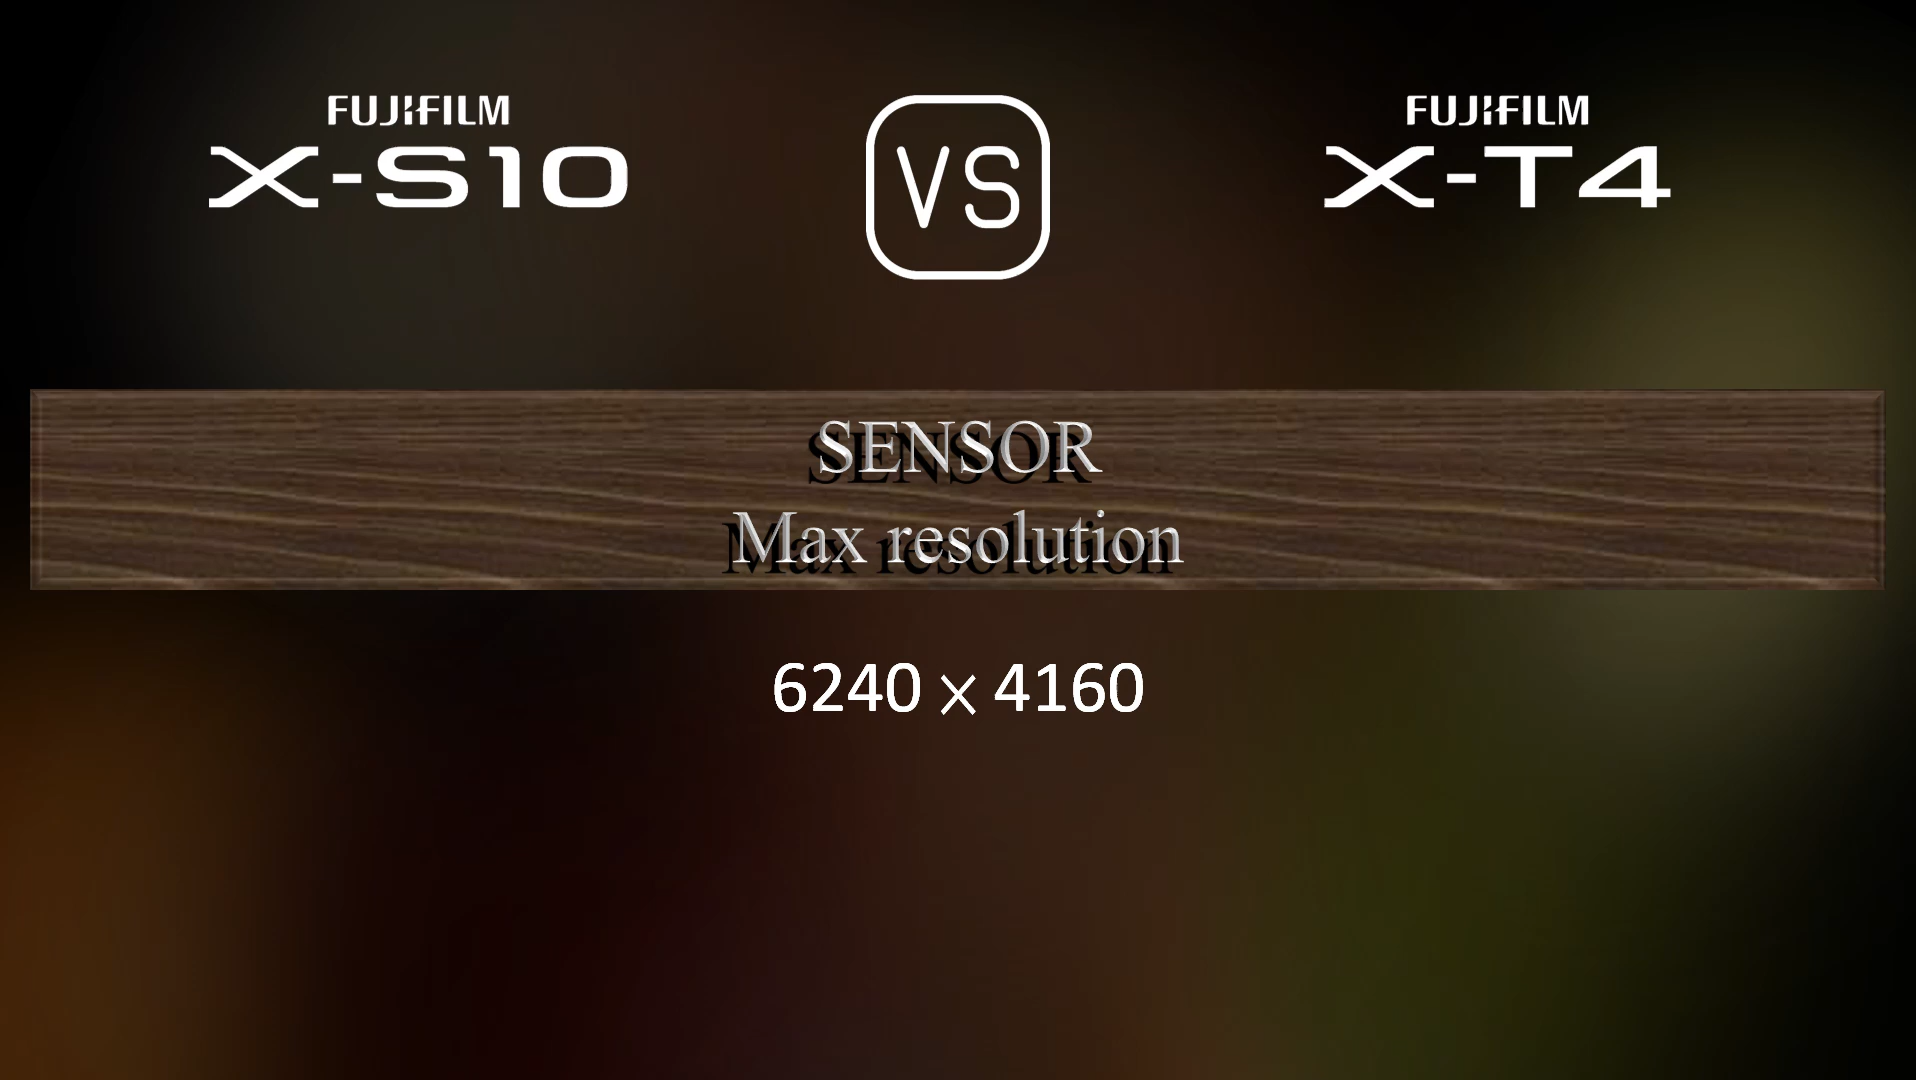 FUJIFILM
X-S10
VS
FUJIFILM
X-T4
SENSOR
Max resolution
6240 x 4160